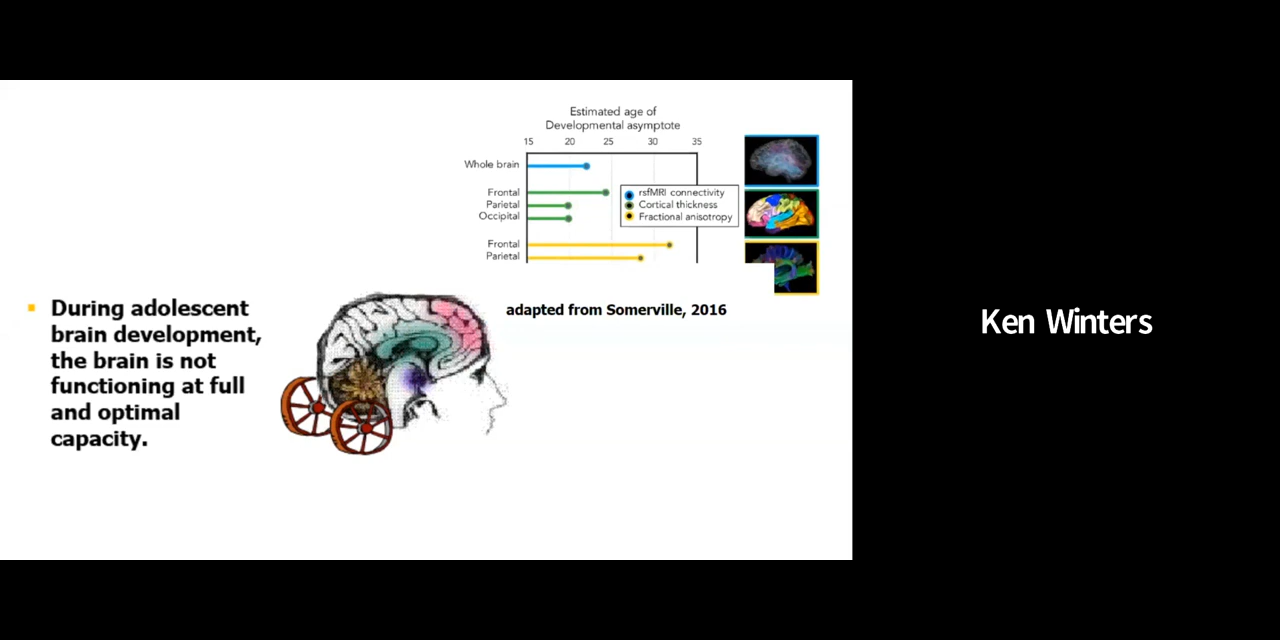 Estimated age of
Developmental asymptote
15 20 25 30 35
Whole brain
Frontal
Parietal
Occipital
rsfMRI connectivity
Cortical thickness
Fractional anisotropy
Frontal
Parietal
adapted from Somerville, 2016
During adolescent
brain development,
the brain is not
functioning at full
and optimal
capacity.
Ken Winters